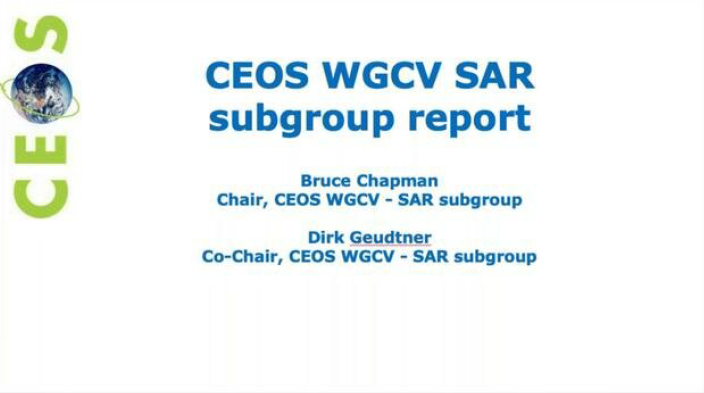 CEOS
CEOS WGCV SAR
subgroup report
Bruce Chapman
Chair, CEOS WGCV - SAR subgroup
Dirk Geudtner
Co-Chair, CEOS WGCV - SAR subgroup